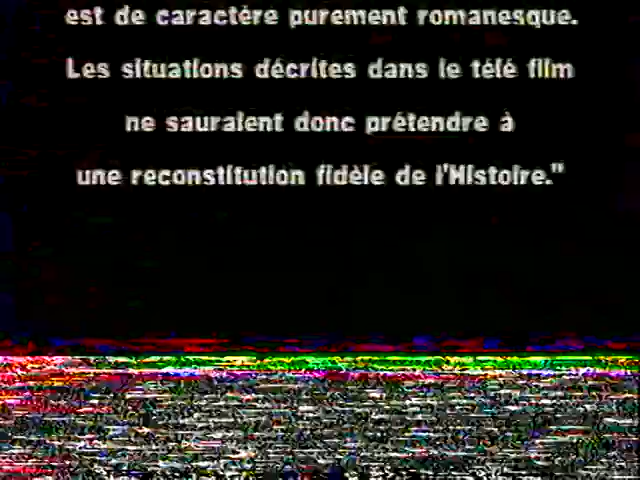 est de caractère purement romanesque.
Les situations décrites dans le télé film
ne sauraient donc prétendre à
une reconstitution fidèle de l'Histoire."